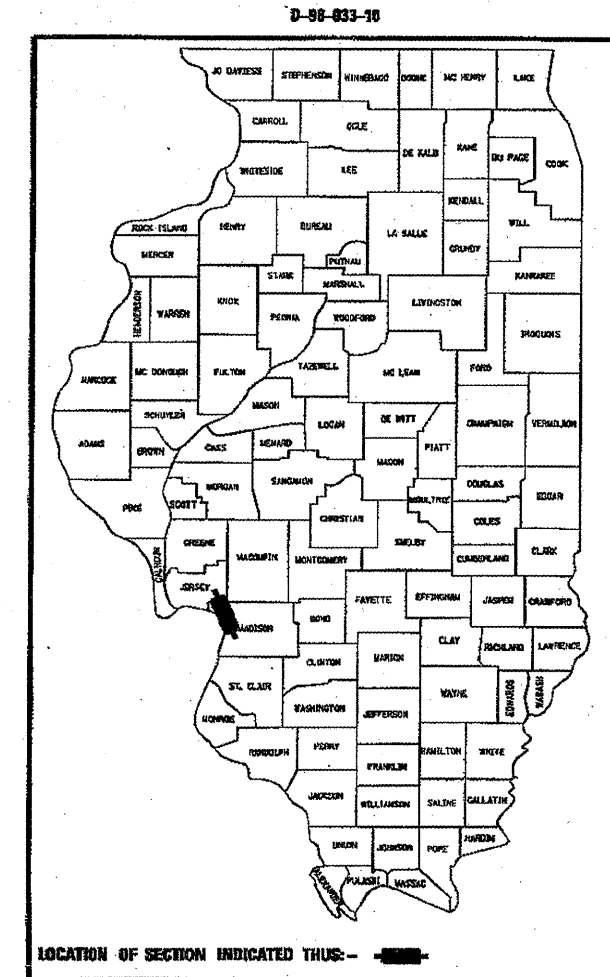 D-98-033-10
JO DAVIESS STEPHENSON WINNEBAGO BOONE MC HENRY LAKE
CARROLL OGLE DE KALB KANE DU PAGE COOK
WHITESIDE LEE
KENDALL WILL
ROCK ISLAND HENRY BUREAU LA SALLE GRUNDY
MERCER PUTNAM
STARK MARSHALL KANKAKEE
HENDERSON WARREN KNOX PEORIA WOODFORD LIVINGSTON IROQUOIS
HANCOCK MC DONOUGH FULTON TAZEWELL MC LEAN FORD
SCHUYLER MASON DE WITT CHAMPAIGN VERMILION
ADAMS BROWN CASS MENARD LOGAN PIATT
MACON
PIKE SCOTT MORGAN SANGAMON MOULTRIE DOUGLAS EDGAR
CHRISTIAN COLES
GREENE MACOUPIN MONTGOMERY SHELBY CUMBERLAND CLARK
CALHOUN JERSEY FAYETTE EFFINGHAM JASPER CRAWFORD
MADISON BOND CLAY RICHLAND LAWRENCE
CLINTON MARION
ST. CLAIR WAYNE EDWARDS WABASH
MONROE WASHINGTON JEFFERSON
RANDOLPH PERRY HAMILTON WHITE
FRANKLIN
JACKSON WILLIAMSON SALINE GALLATIN
UNION JOHNSON POPE HARDIN
ALEXANDER PULASKI MASSAC
LOCATION OF SECTION INDICATED THUS:-